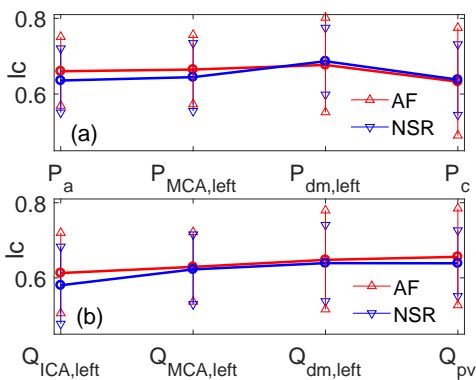 0.8
Ic
0.6
AF
(a)
NSR
P_a P_MCA,left P_dm,left P_c
0.8
Ic
0.6
AF
(b)
NSR
Q_ICA,left Q_MCA,left Q_dm,left Q_pv